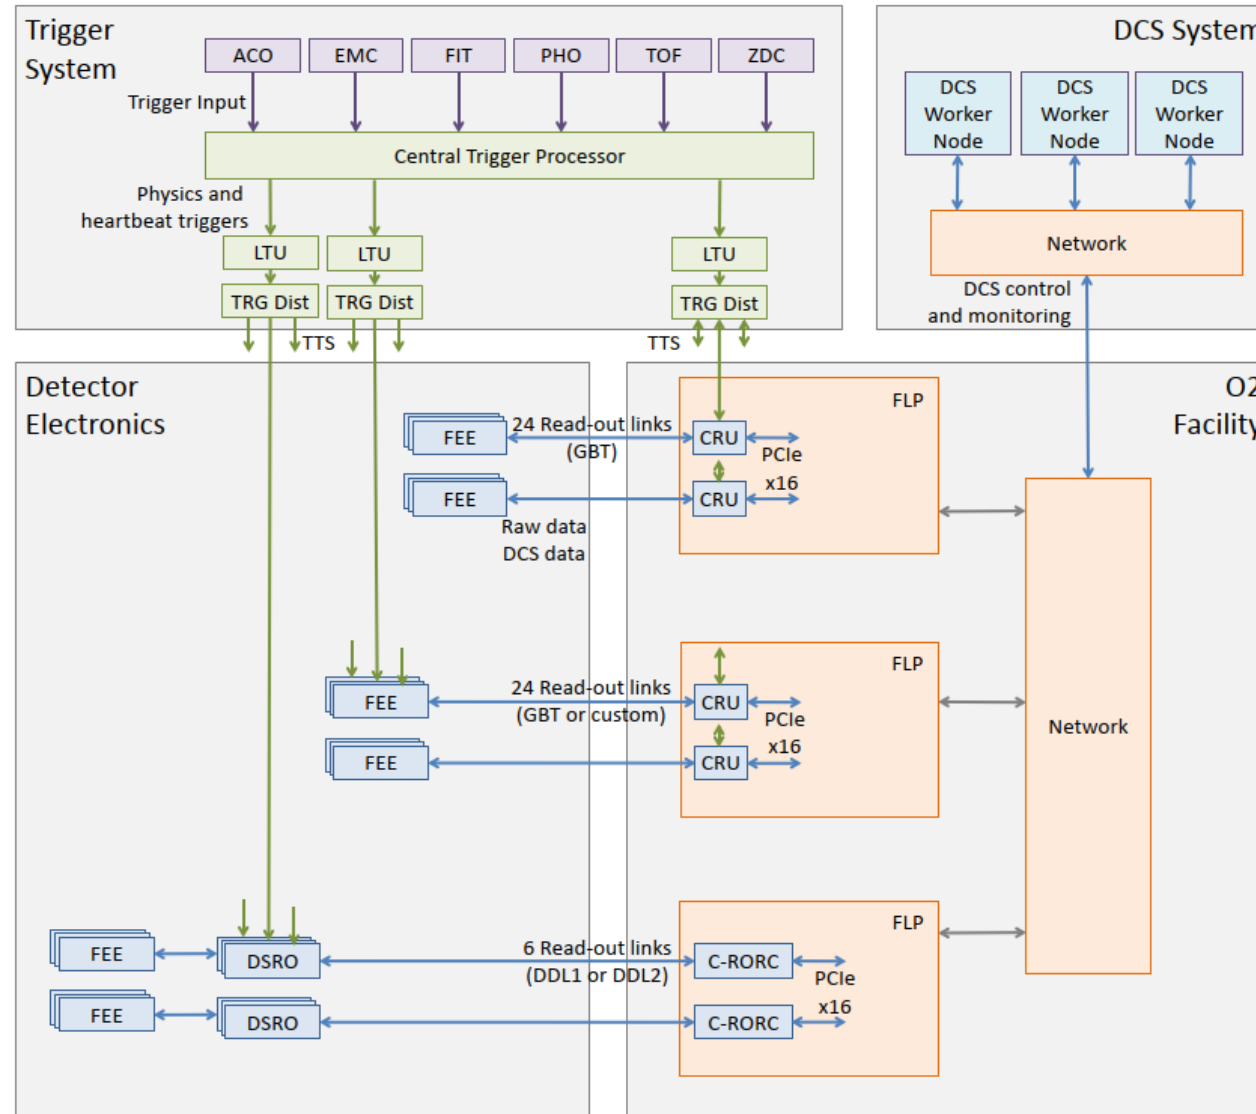 Trigger
System
ACO
EMC
FIT
PHO
TOF
ZDC
Trigger Input
Central Trigger Processor
Physics and
heartbeat triggers
LTU
LTU
LTU
TRG Dist
TRG Dist
TRG Dist
TTS
TTS
DCS System
DCS
Worker
Node
DCS
Worker
Node
DCS
Worker
Node
Network
DCS control
and monitoring
Detector
Electronics
FEE
24 Read-out links
(GBT)
FEE
Raw data
DCS data
FEE
24 Read-out links
(GBT or custom)
FEE
FEE
DSRO
6 Read-out links
(DDL1 or DDL2)
FEE
DSRO
O2
Facility
FLP
CRU
PCIe
x16
CRU
FLP
CRU
PCIe
x16
CRU
Network
FLP
C-RORC
PCIe
x16
C-RORC